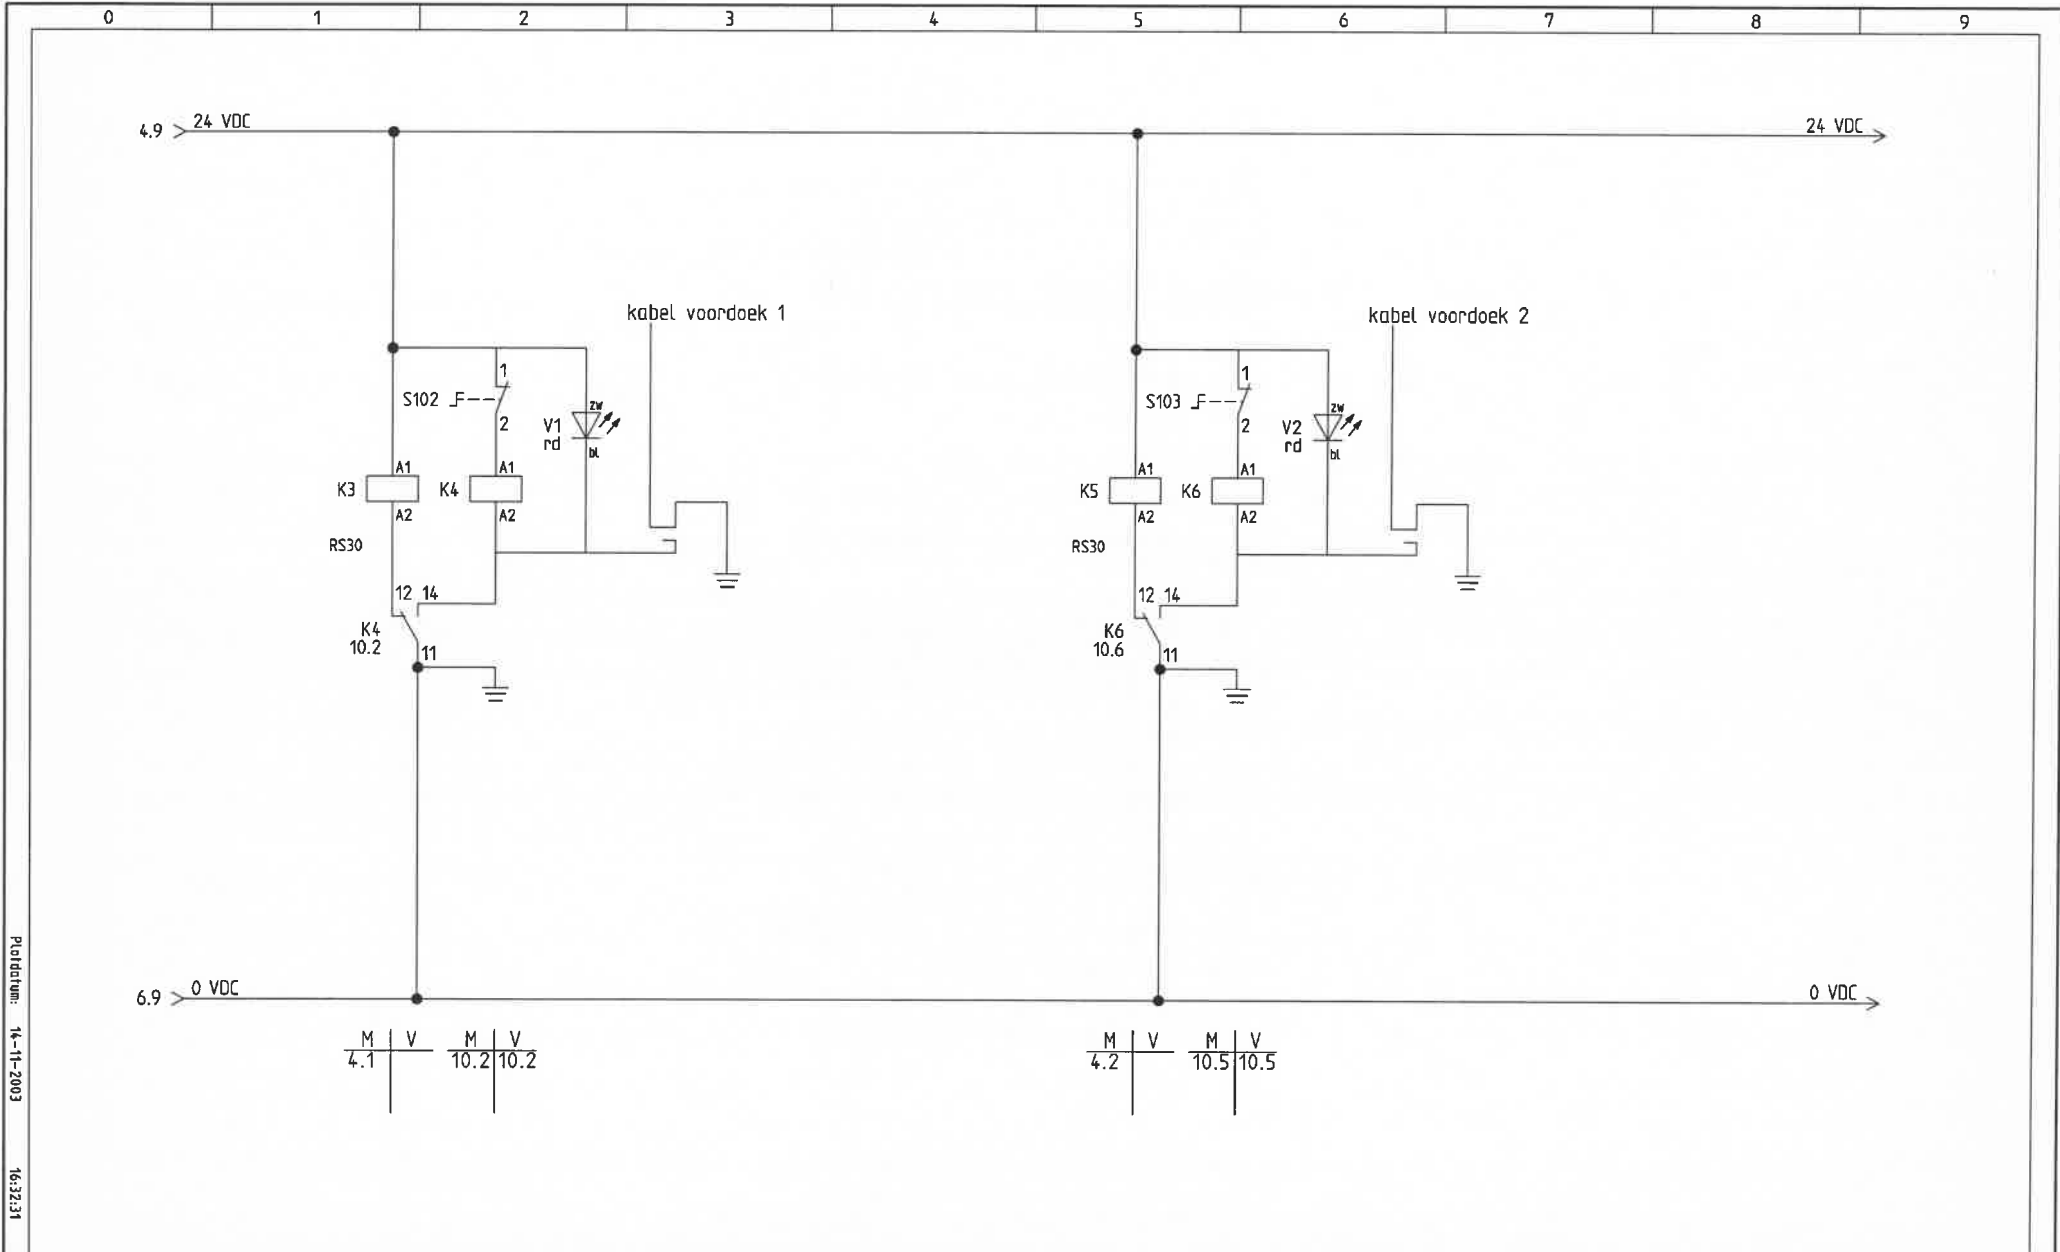 0 1 2 3 4 5 6 7 8 9
4.9 24 VDC 24 VDC
kabel voordoek 1 kabel voordoek 2
1 1
S102 S103
zw zw
2 V1 2 V2
rd rd
bl bl
A1 A1 A1 A1
K3 K4 K5 K6
A2 A2 A2 A2
RS30 RS30
12 14 12 14
K4 K6
10.2 10.6
11 11
6.9 0 VDC 0 VDC
M V M V M V M V
4.1 10.2 10.2 4.2 10.5 10.5
Plotdatum: 14-11-2003 16:32:31